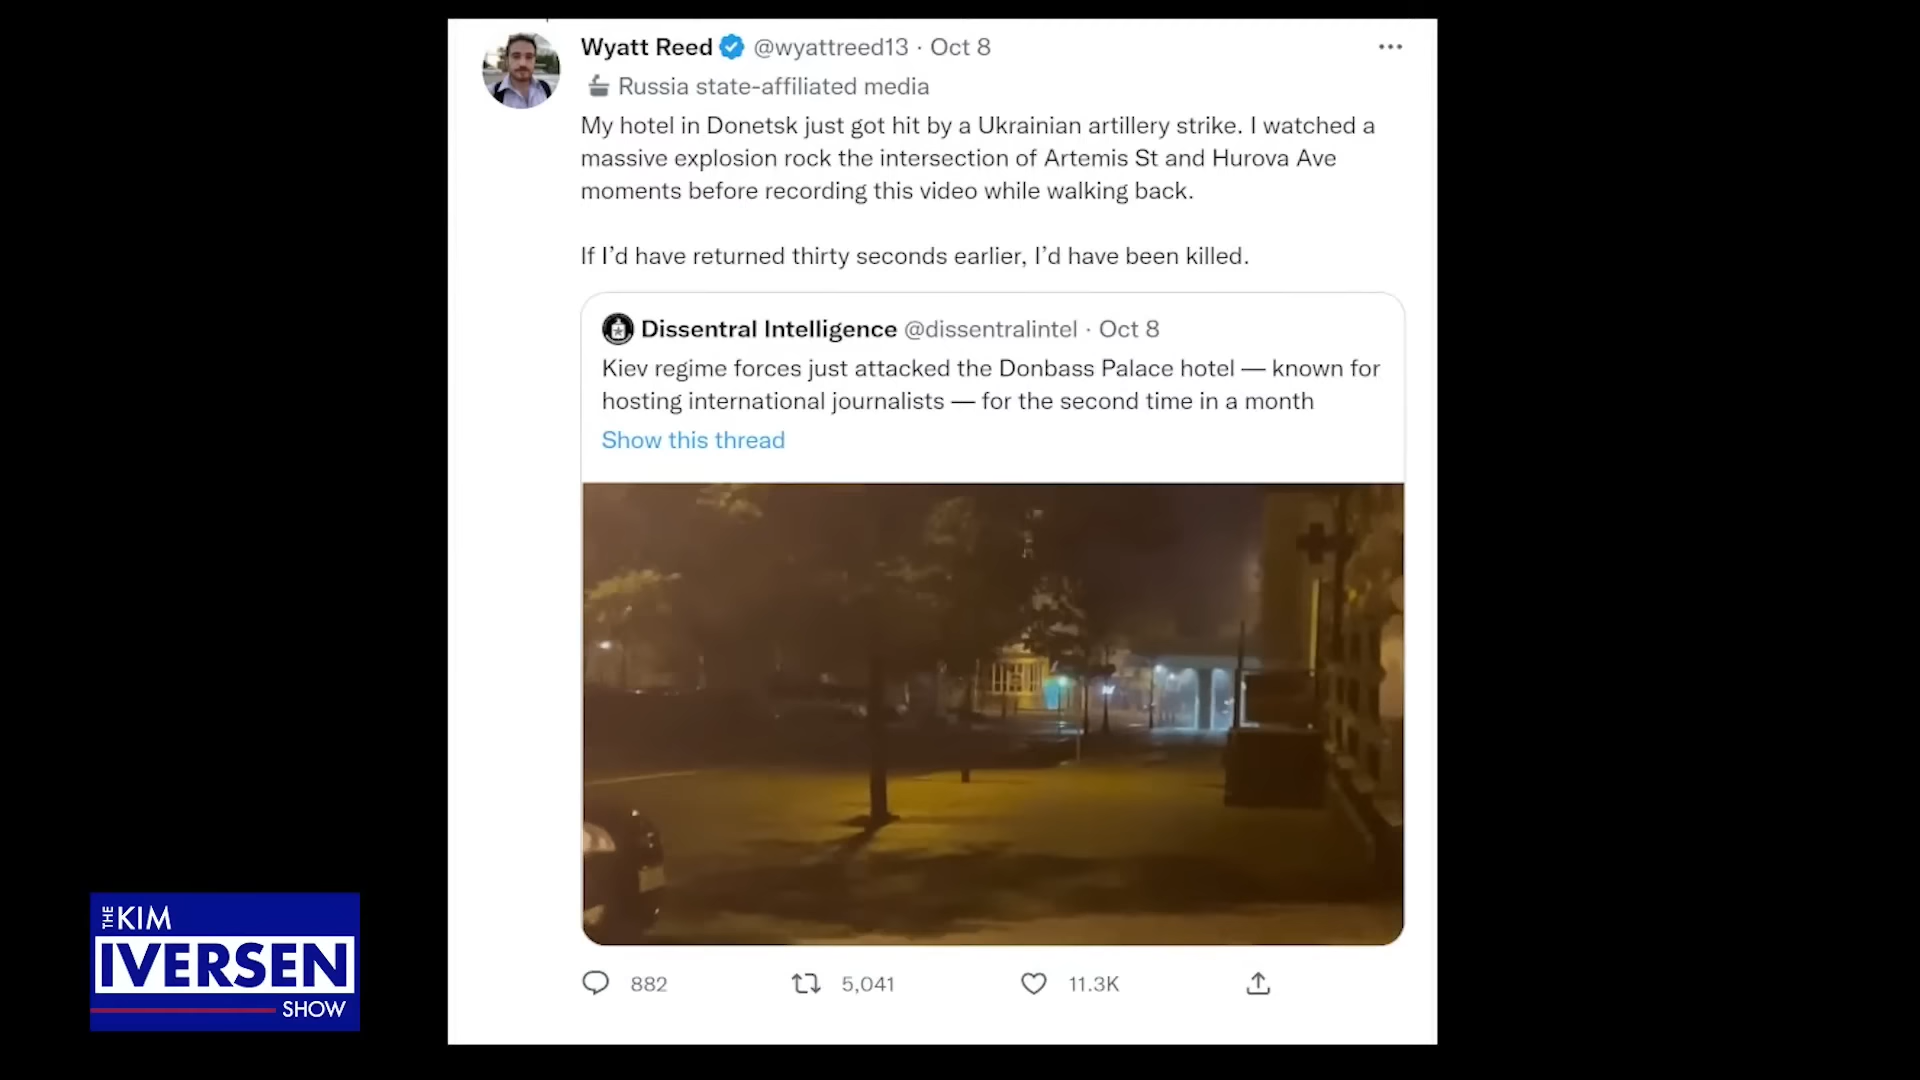 Wyatt Reed @wyattreed13 · Oct 8
Russia state-affiliated media
My hotel in Donetsk just got hit by a Ukrainian artillery strike. I watched a
massive explosion rock the intersection of Artemis St and Hurova Ave
moments before recording this video while walking back.
If I’d have returned thirty seconds earlier, I’d have been killed.
Dissentral Intelligence @dissentralintel · Oct 8
Kiev regime forces just attacked the Donbass Palace hotel — known for
hosting international journalists — for the second time in a month
Show this thread
882 5,041 11.3K
THE KIM
IVERSEN
SHOW